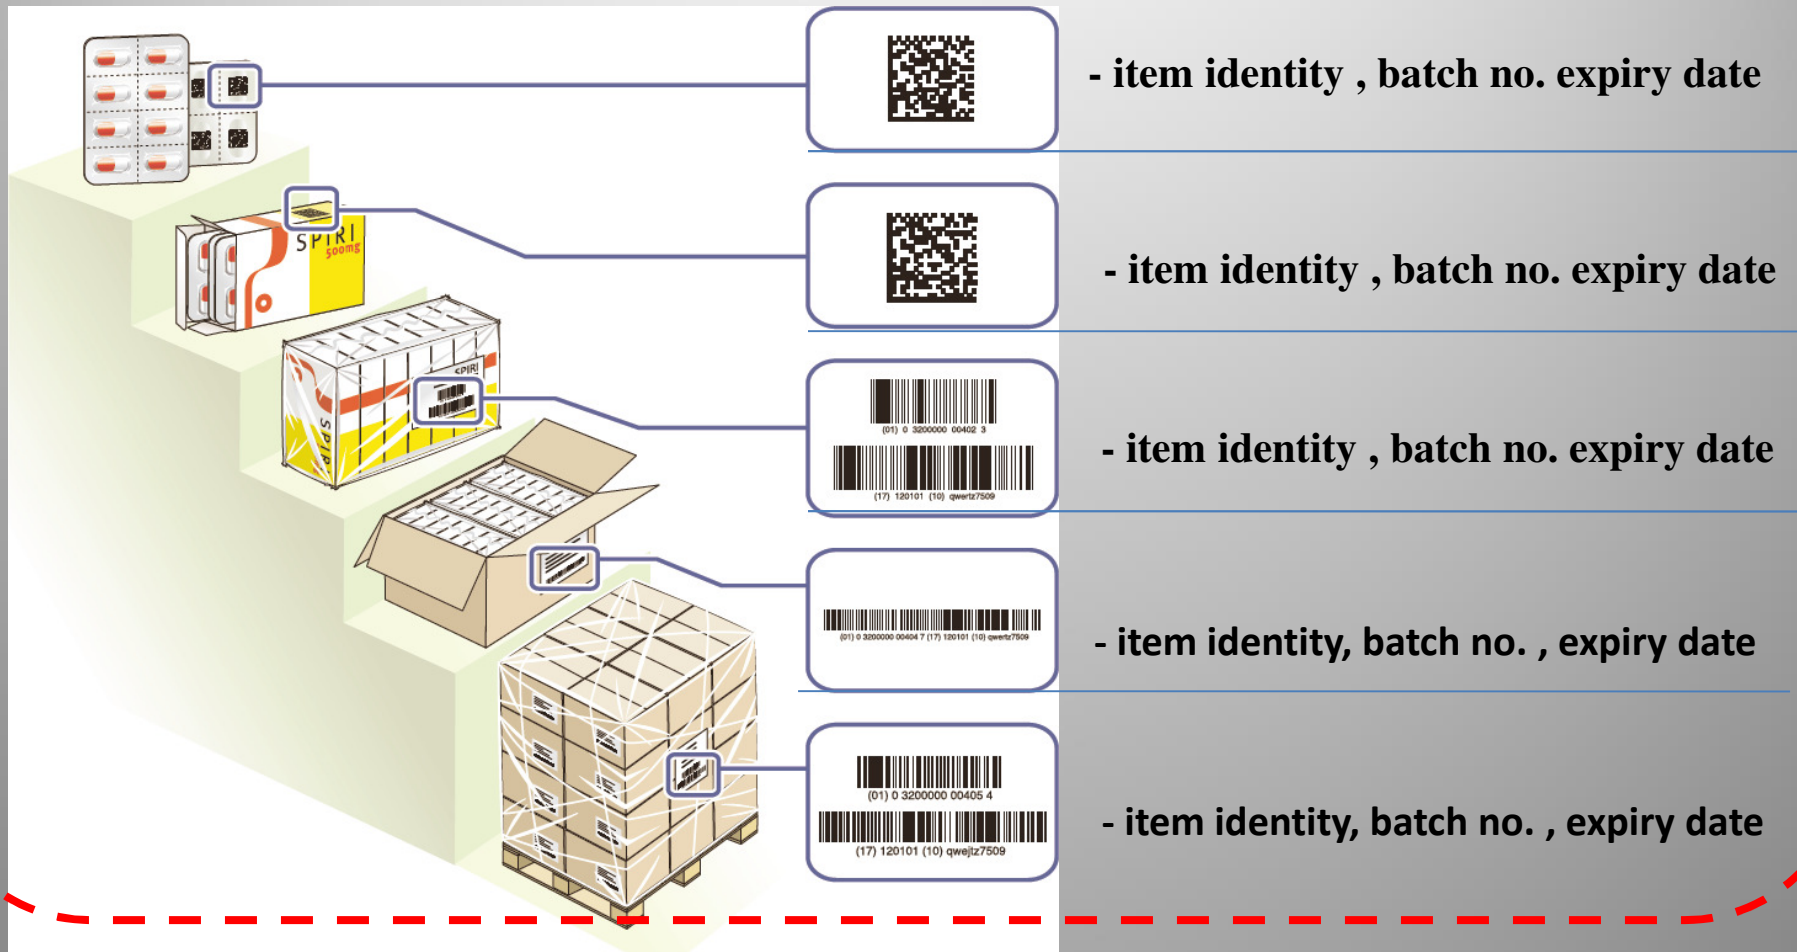 - item identity , batch no. expiry date
SPIRI
500mg
- item identity , batch no. expiry date
SPIRI
SPIRI
(01) 0 3200000 00402 3
(17) 120101 (10) qwertz7509
- item identity , batch no. expiry date
(01) 0 3200000 00404 7 (17) 120101 (10) qwertz7509
- item identity, batch no. , expiry date
(01) 0 3200000 00405 4
(17) 120101 (10) qwejtz7509
- item identity, batch no. , expiry date